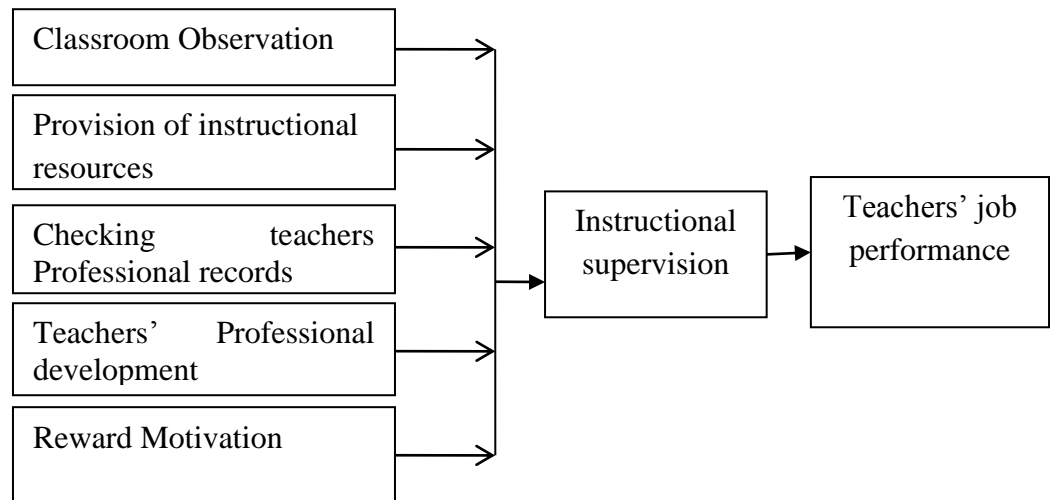 Classroom Observation
Provision of instructional
resources
Checking teachers
Professional records
Teachers’ Professional
development
Reward Motivation
Instructional
supervision
Teachers’ job
performance